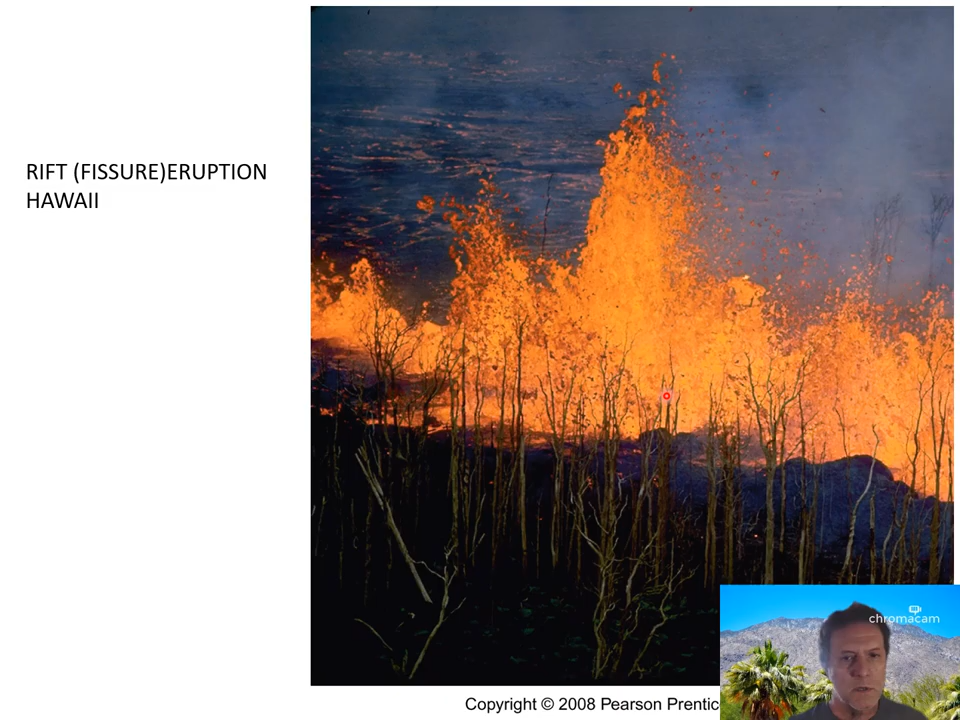 RIFT (FISSURE)ERUPTION
HAWAII
chromacam
Copyright © 2008 Pearson Prentic